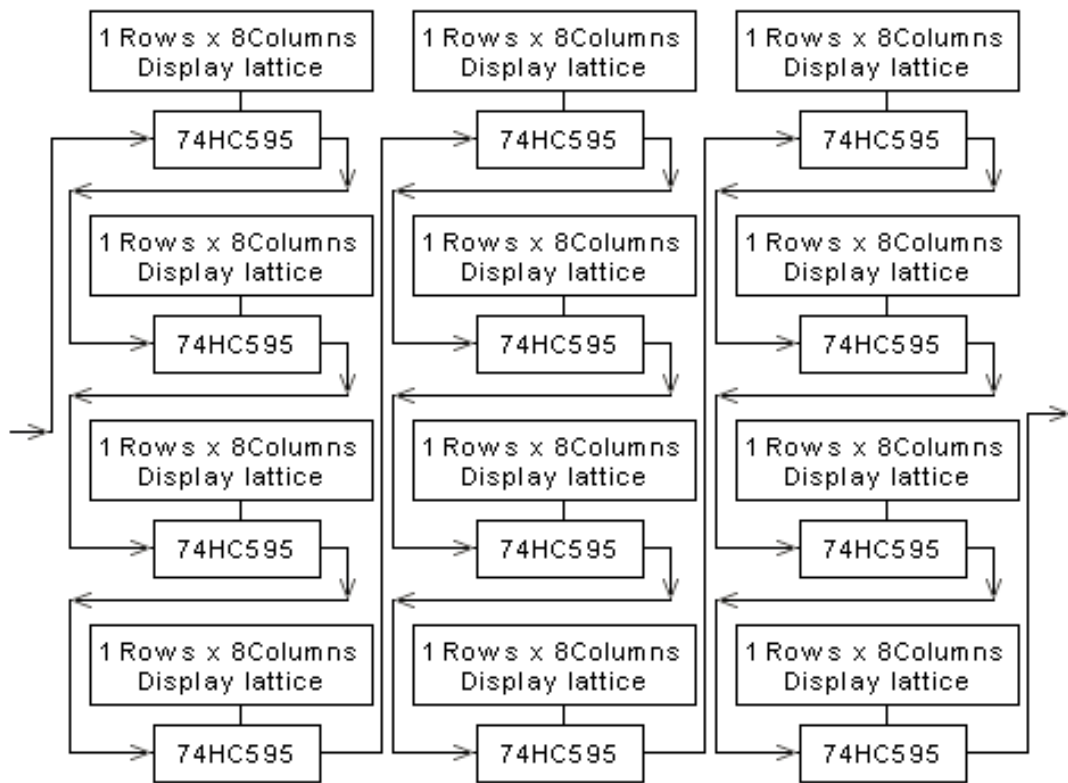 1 Rows x 8Columns
Display lattice
74HC595
1 Rows x 8Columns
Display lattice
74HC595
1 Rows x 8Columns
Display lattice
74HC595
1 Rows x 8Columns
Display lattice
74HC595
1 Rows x 8Columns
Display lattice
74HC595
1 Rows x 8Columns
Display lattice
74HC595
1 Rows x 8Columns
Display lattice
74HC595
1 Rows x 8Columns
Display lattice
74HC595
1 Rows x 8Columns
Display lattice
74HC595
1 Rows x 8Columns
Display lattice
74HC595
1 Rows x 8Columns
Display lattice
74HC595
1 Rows x 8Columns
Display lattice
74HC595